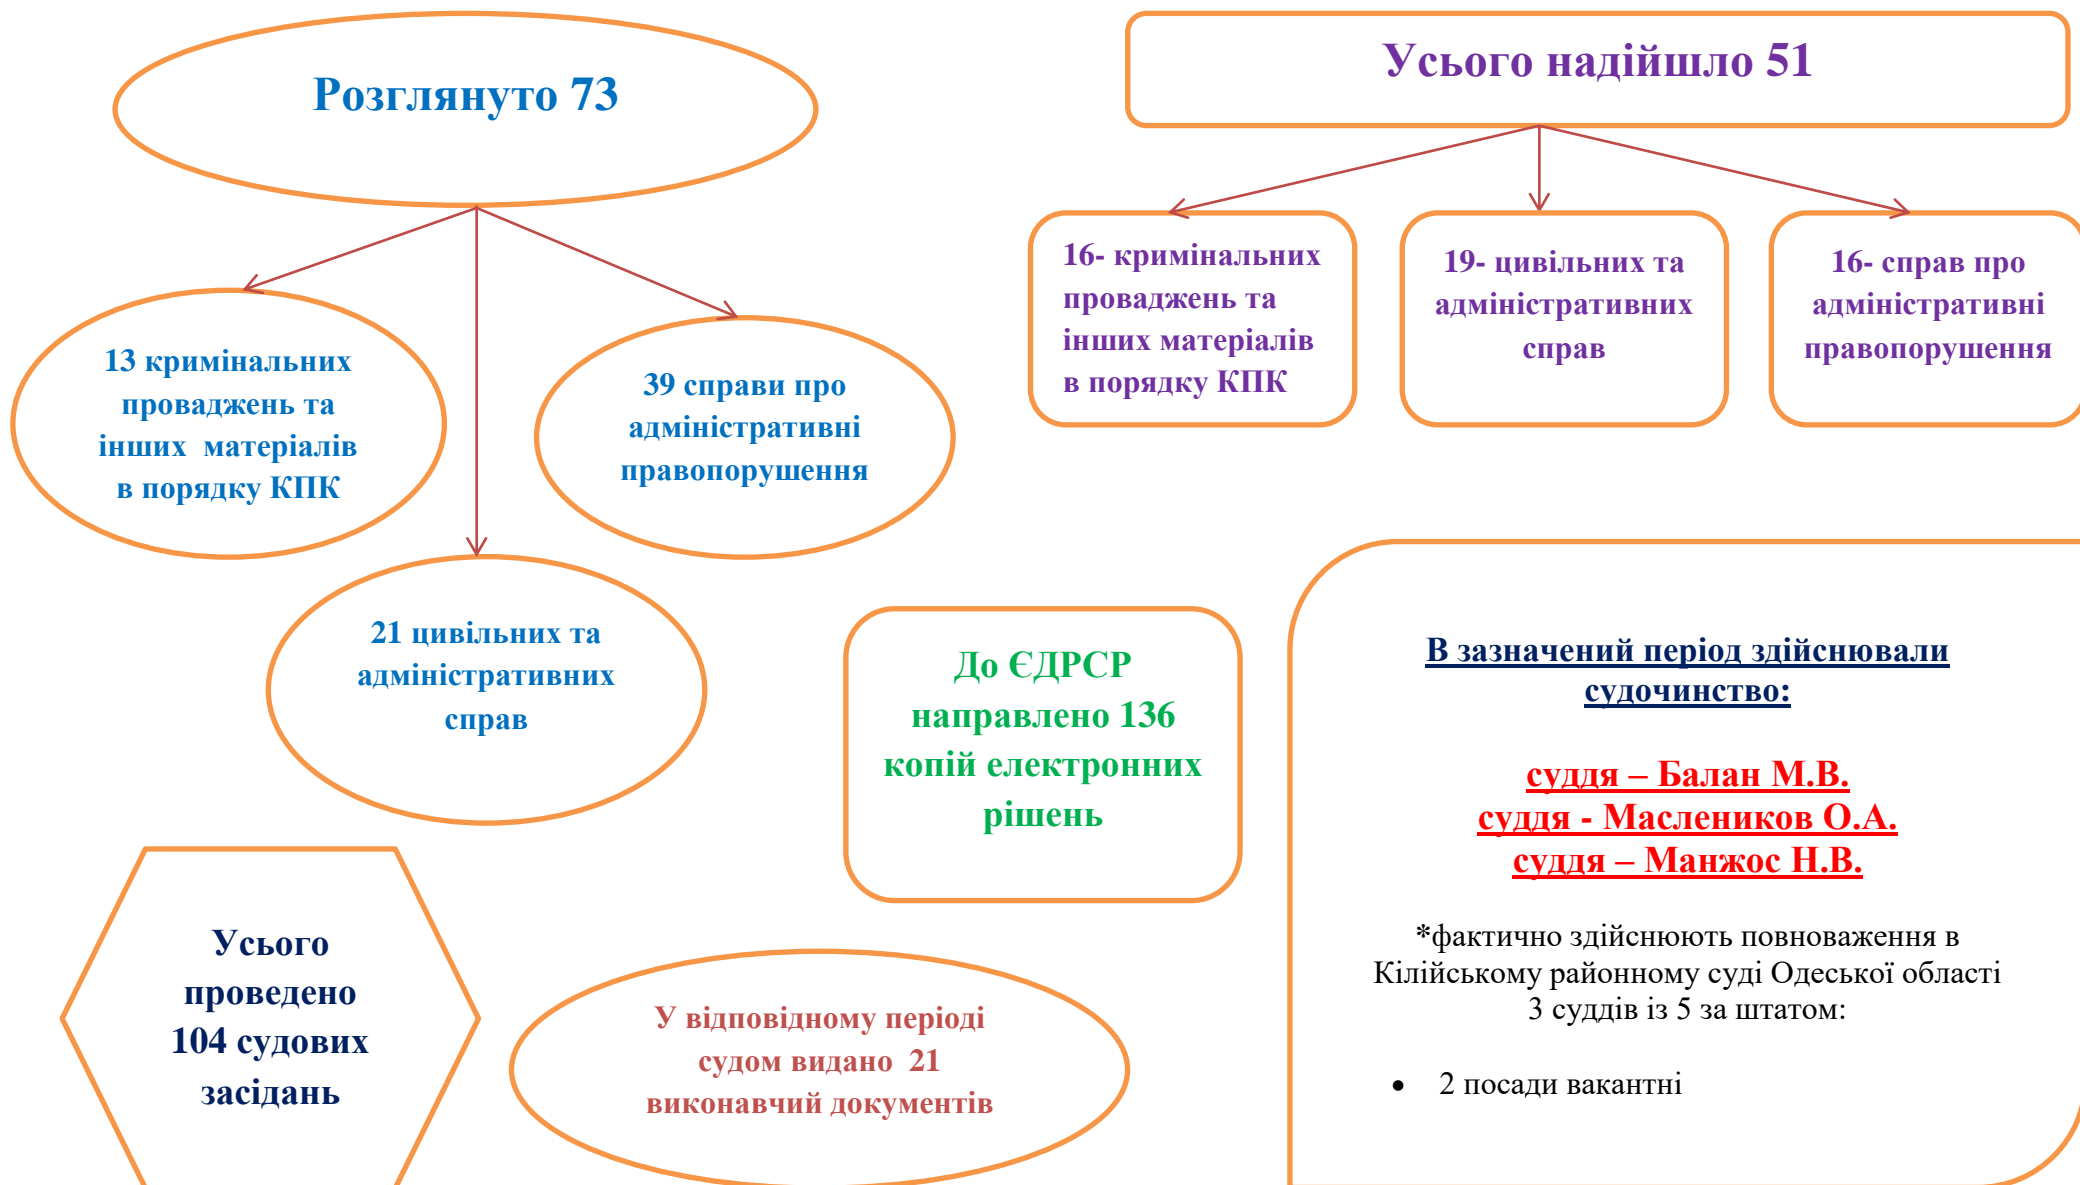 Розглянуто 73
13 кримінальних
проваджень та
інших  матеріалів
в порядку КПК
39 справи про
адміністративні
правопорушення
21 цивільних та
адміністративних
справ
Усього надійшло 51
16- кримінальних
проваджень та
інших матеріалів
в порядку КПК
19- цивільних та
адміністративних
справ
16- справ про
адміністративні
правопорушення
До ЄДРСР
направлено 136
копій електронних
рішень
В зазначений період здійснювали
судочинство:
суддя – Балан М.В.
суддя - Маслеников О.А.
суддя – Манжос Н.В.
*фактично здійснюють повноваження в
Кілійському районному суді Одеської області
3 суддів із 5 за штатом:
• 2 посади вакантні
Усього
проведено
104 судових
засідань
У відповідному періоді
судом видано  21
виконавчий документів